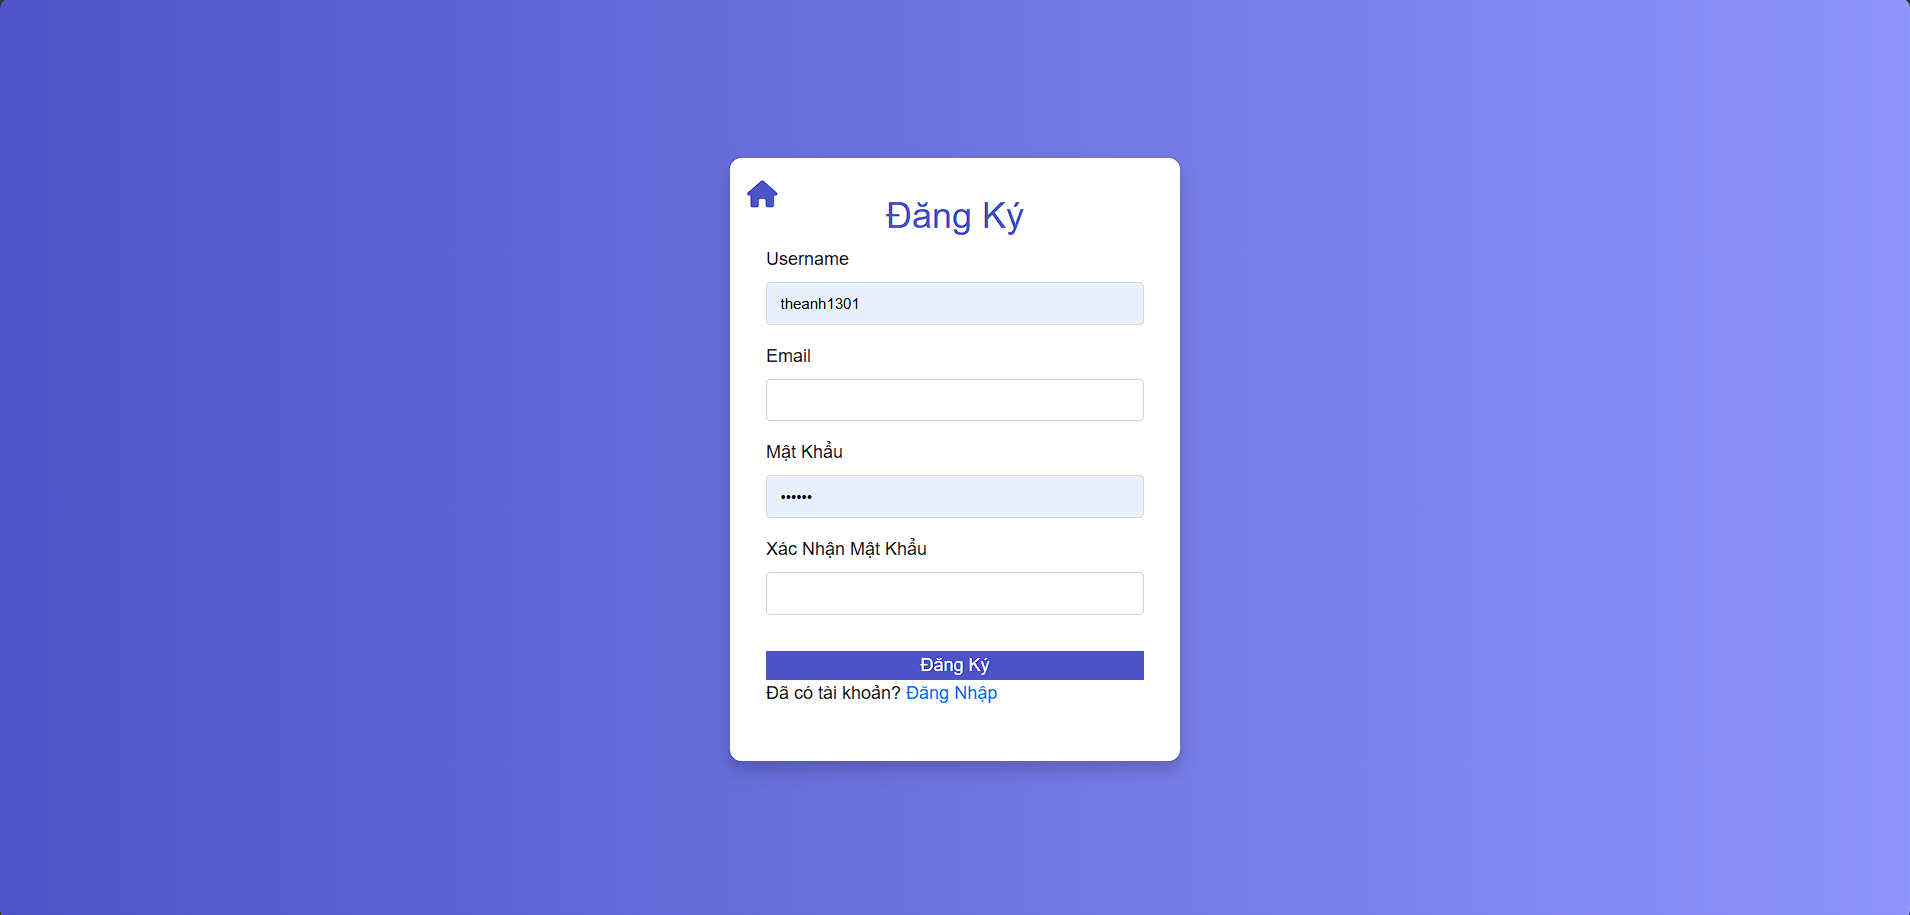 Đăng Ký
Username
theanh1301
Email
Mật Khẩu
••••••
Xác Nhận Mật Khẩu
Đăng Ký
Đã có tài khoản? Đăng Nhập